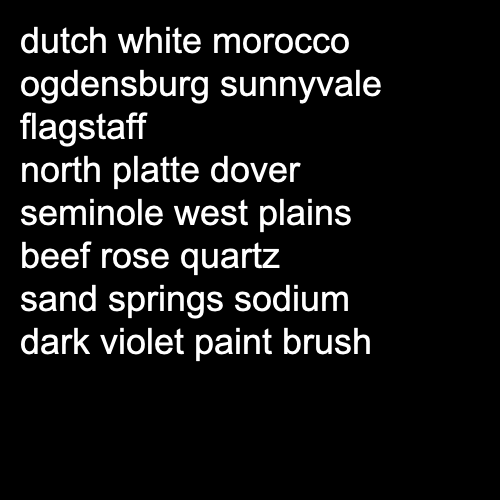 dutch white morocco
ogdensburg sunnyvale
flagstaff
north platte dover
seminole west plains
beef rose quartz
sand springs sodium
dark violet paint brush